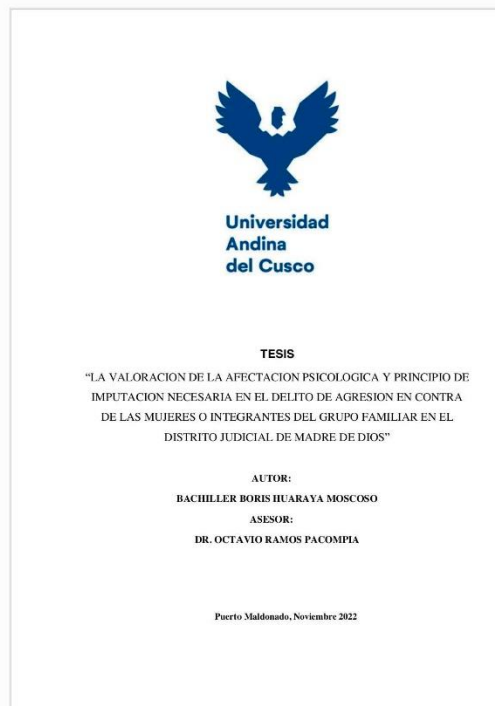 Universidad
Andina
del Cusco
TESIS
“LA VALORACION DE LA AFECTACION PSICOLOGICA Y PRINCIPIO DE
IMPUTACION NECESARIA EN EL DELITO DE AGRESION EN CONTRA
DE LAS MUJERES O INTEGRANTES DEL GRUPO FAMILIAR EN EL
DISTRITO JUDICIAL DE MADRE DE DIOS”
AUTOR:
BACHILLER BORIS HUARAYA MOSCOSO
ASESOR:
DR. OCTAVIO RAMOS PACOMPIA
Puerto Maldonado, Noviembre 2022